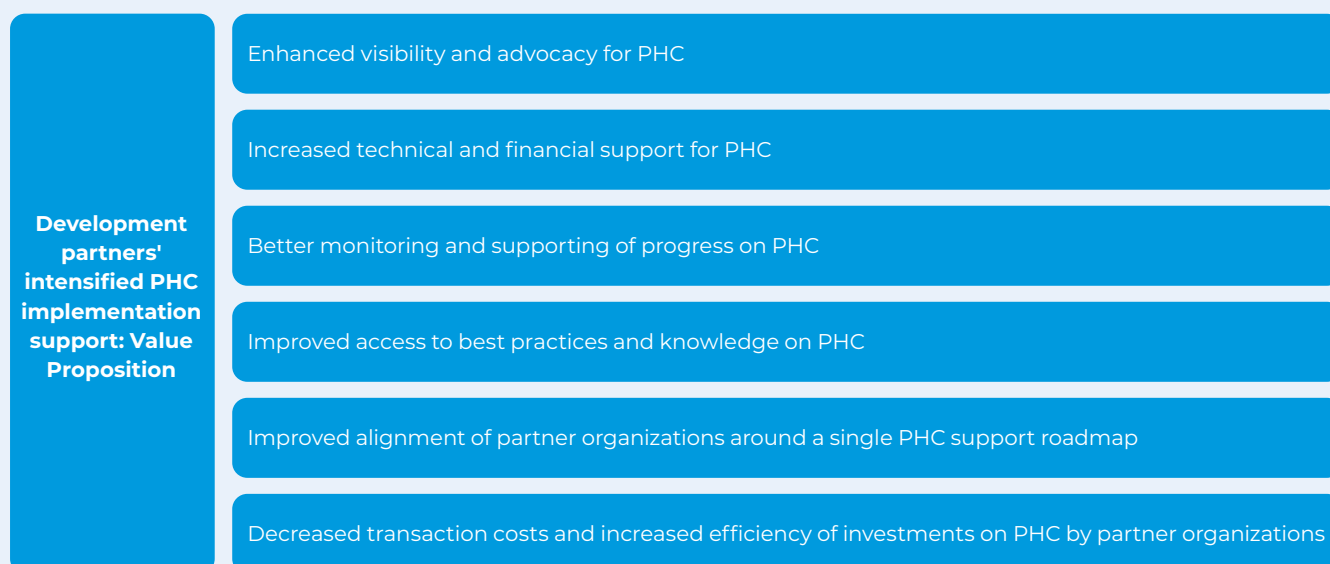 Development
partners'
intensified PHC
implementation
support: Value
Proposition
Enhanced visibility and advocacy for PHC
Increased technical and financial support for PHC
Better monitoring and supporting of progress on PHC
Improved access to best practices and knowledge on PHC
Improved alignment of partner organizations around a single PHC support roadmap
Decreased transaction costs and increased efficiency of investments on PHC by partner organizations